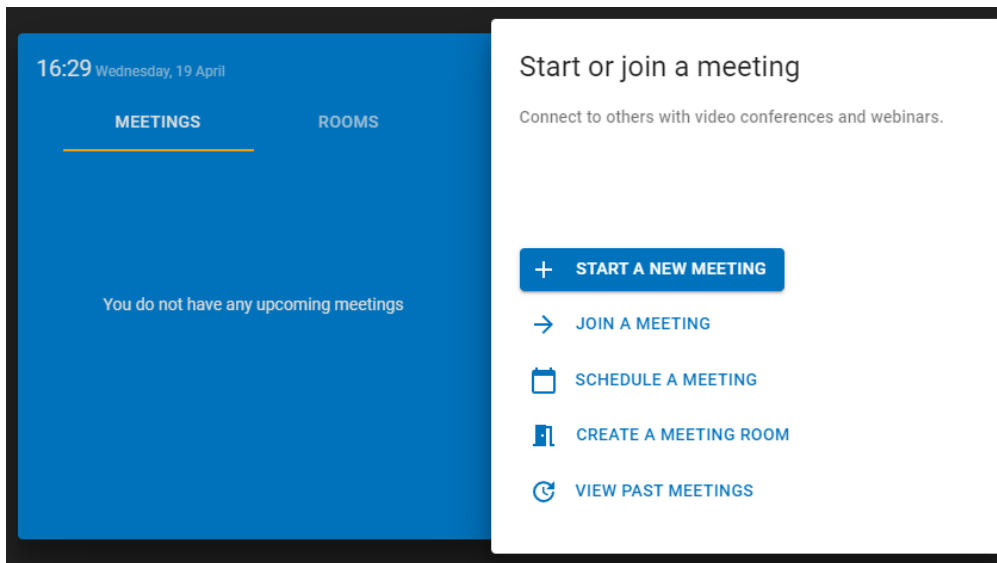 16:29 Wednesday, 19 April
MEETINGS ROOMS
You do not have any upcoming meetings
Start or join a meeting
Connect to others with video conferences and webinars.
START A NEW MEETING
JOIN A MEETING
SCHEDULE A MEETING
CREATE A MEETING ROOM
VIEW PAST MEETINGS